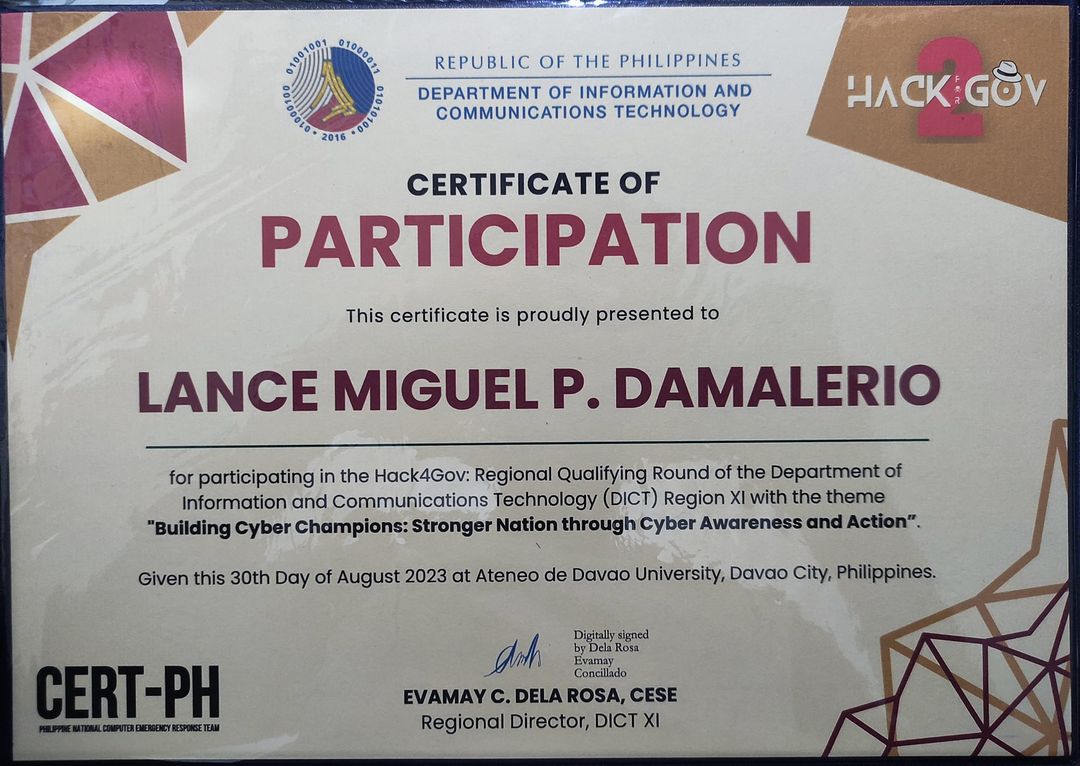 01001001 01000011 01010100 01000100 • 2016 •
REPUBLIC OF THE PHILIPPINES
DEPARTMENT OF INFORMATION AND
COMMUNICATIONS TECHNOLOGY
2
HACK FOR GOV
CERTIFICATE OF
PARTICIPATION
This certificate is proudly presented to
LANCE MIGUEL P. DAMALERIO
for participating in the Hack4Gov: Regional Qualifying Round of the Department of
Information and Communications Technology (DICT) Region XI with the theme
"Building Cyber Champions: Stronger Nation through Cyber Awareness and Action”.
Given this 30th Day of August 2023 at Ateneo de Davao University, Davao City, Philippines.
Digitally signed
by Dela Rosa
Evamay
Concillado
EVAMAY C. DELA ROSA, CESE
Regional Director, DICT XI
CERT-PH
PHILIPPINE NATIONAL COMPUTER EMERGENCY RESPONSE TEAM